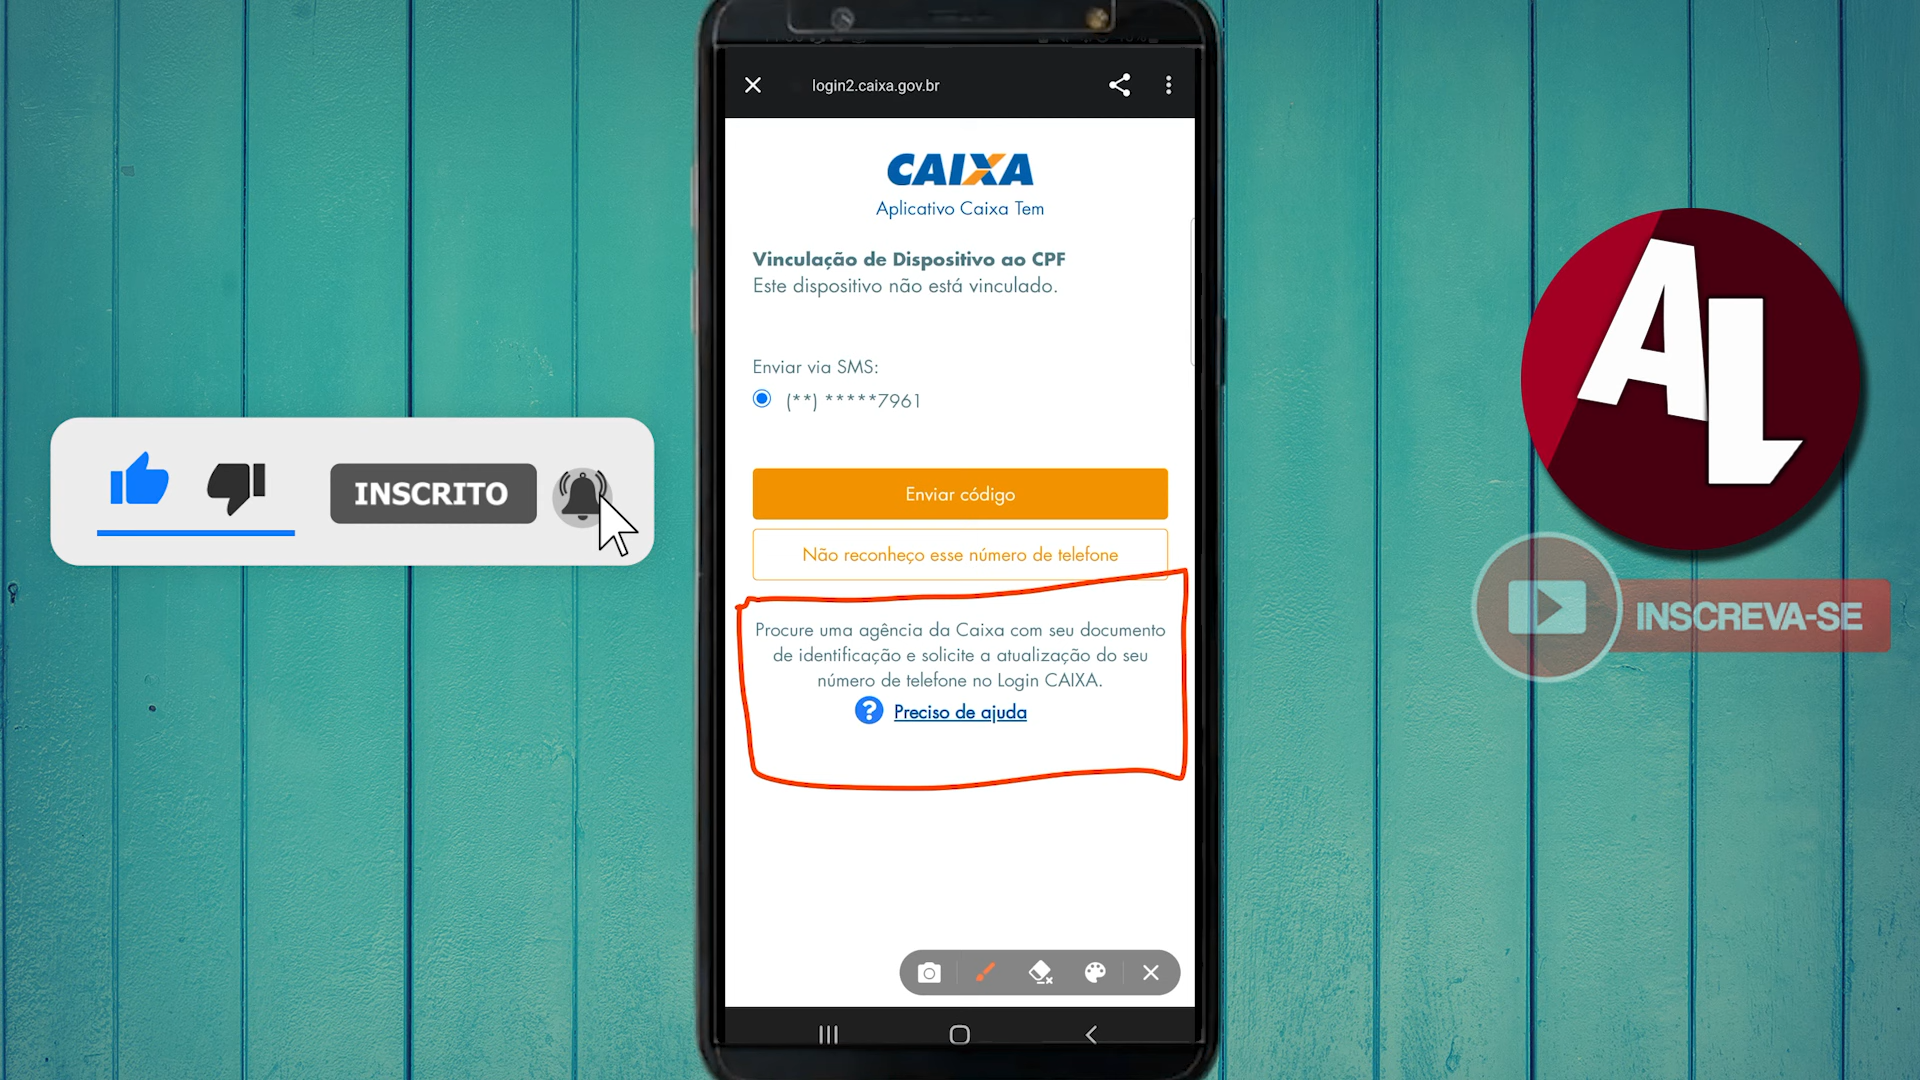 login2.caixa.gov.br
CAIXA
Aplicativo Caixa Tem
Vinculação de Dispositivo ao CPF
Este dispositivo não está vinculado.
Enviar via SMS:
(**) *****7961
Enviar código
Não reconheço esse número de telefone
Procure uma agência da Caixa com seu documento
de identificação e solicite a atualização do seu
número de telefone no Login CAIXA.
? Preciso de ajuda
INSCRITO
AL
INSCREVA-SE